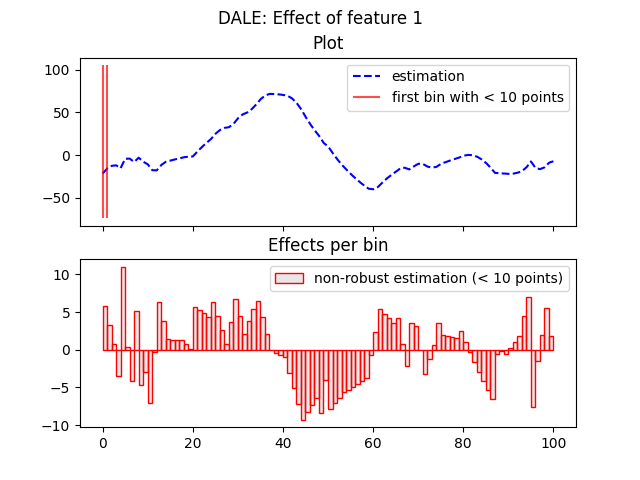 DALE: Effect of feature 1
Plot
estimation
first bin with < 10 points
100
50
0
−50
Effects per bin
non-robust estimation (< 10 points)
10
5
0
−5
−10
0 20 40 60 80 100